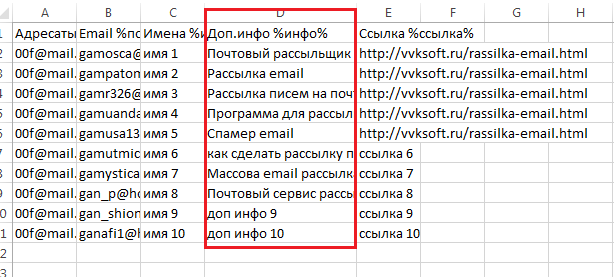 A B C D E F G H
Адресаты Email %по Имена %и Доп.инфо %инфо% Ссылка %ссылка%
2 00f@mail. gamosca@ имя 1 Почтовый рассыльщик http://vvksoft.ru/rassilka-email.html
3 00f@mail. gampaton имя 2 Рассылка email http://vvksoft.ru/rassilka-email.html
4 00f@mail. gamr326@ имя 3 Рассылка писем на почт http://vvksoft.ru/rassilka-email.html
5 00f@mail. gamuanda имя 4 Программа для рассыл http://vvksoft.ru/rassilka-email.html
6 00f@mail. gamusa13 имя 5 Спамер email http://vvksoft.ru/rassilka-email.html
7 00f@mail. gamutmic имя 6 как сделать рассылку п ссылка 6
8 00f@mail. gamystica имя 7 Массова email рассылк ссылка 7
9 00f@mail. gan_p@ho имя 8 Почтовый сервис рассы ссылка 8
0 00f@mail. gan_shion имя 9 доп инфо 9 ссылка 9
1 00f@mail. ganafi1@h имя 10 доп инфо 10 ссылка 10
2
3